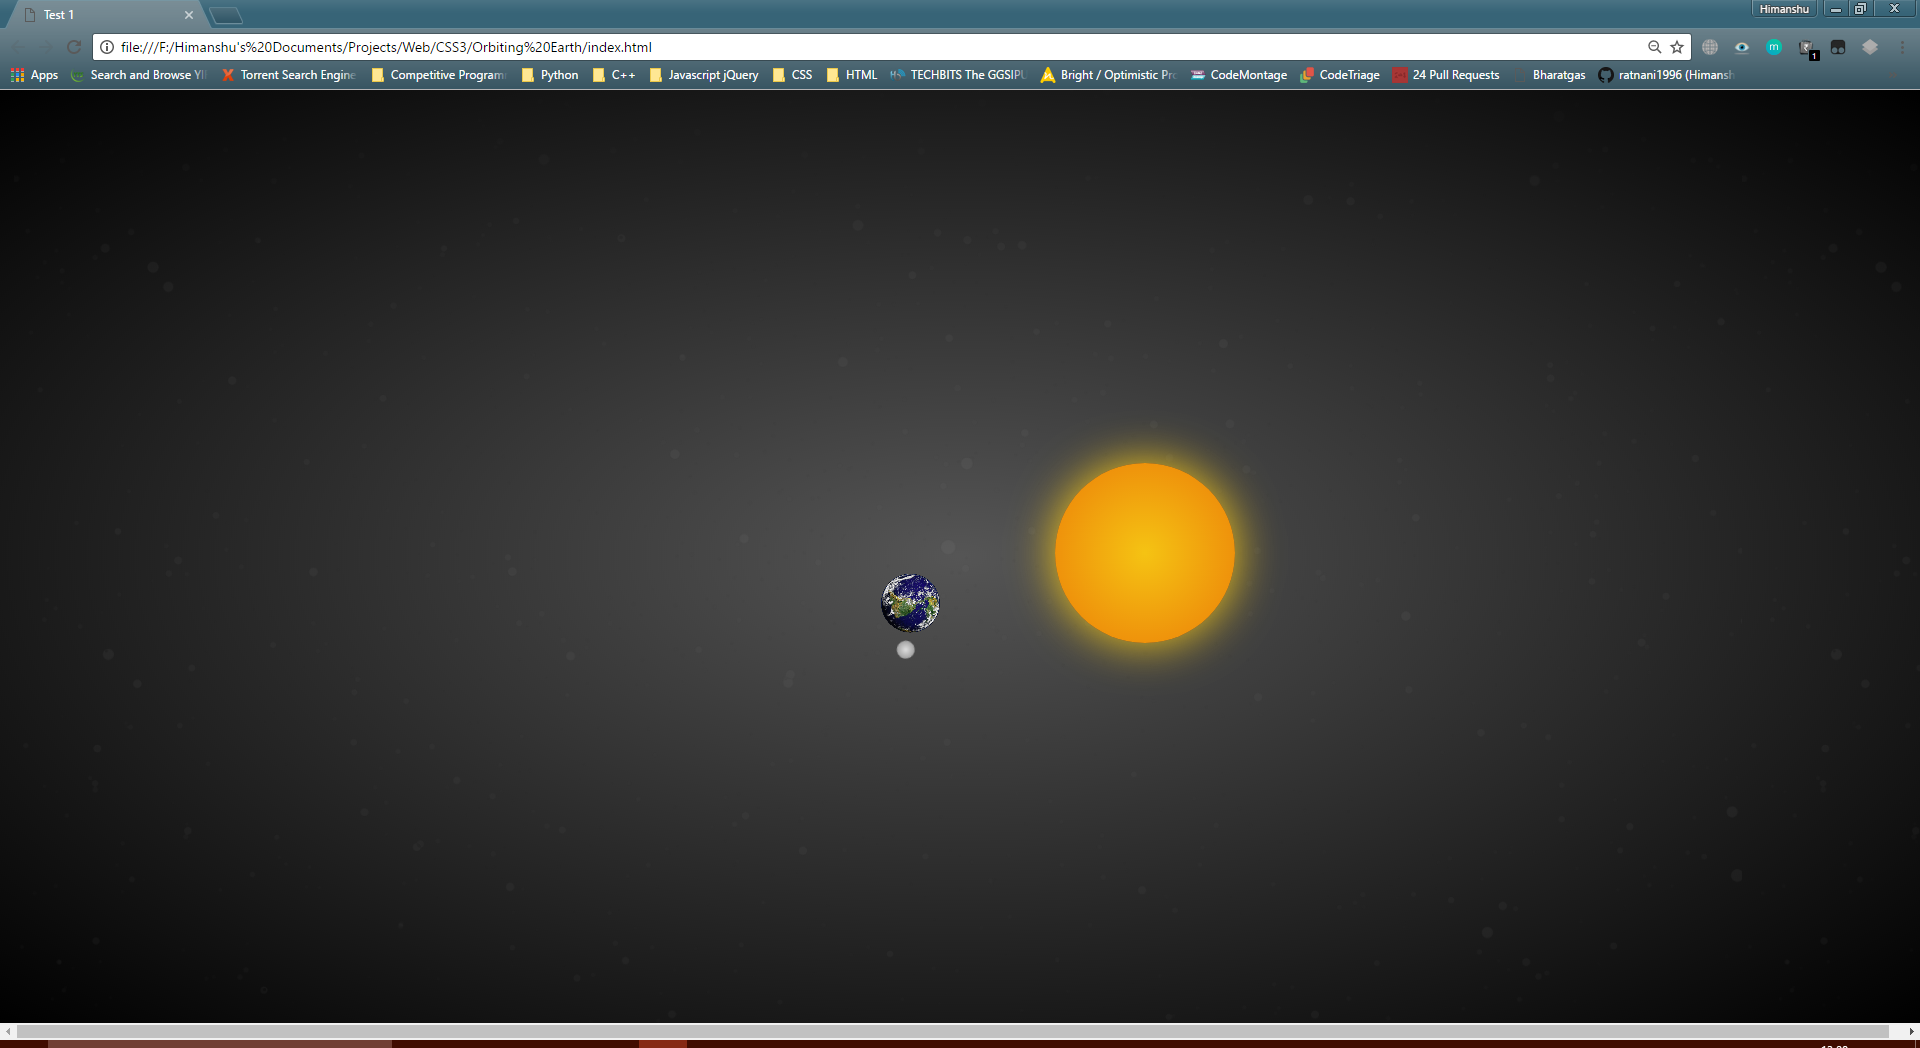 Test 1
Himanshu
file:///F:/Himanshu's%20Documents/Projects/Web/CSS3/Orbiting%20Earth/index.html
m
1
Apps Search and Browse Torrent Search Engine Competitive Program Python C++ Javascript jQuery CSS HTML TECHBITS The GGSIPU Bright / Optimistic CodeMontage CodeTriage 24 Pull Requests Bharatgas ratnani1996 (Himansh